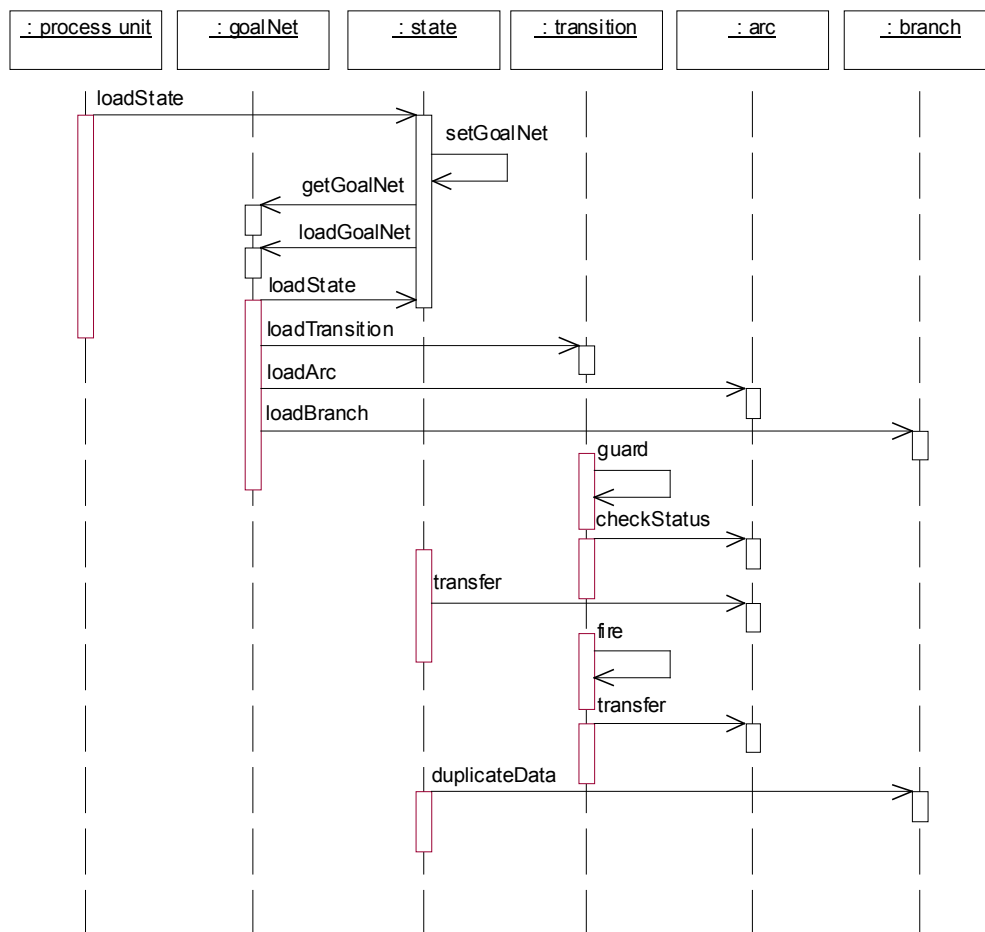 : process unit
: goalNet
: state
: transition
: arc
: branch
loadState
setGoalNet
getGoalNet
loadGoalNet
loadState
loadTransition
loadArc
loadBranch
guard
checkStatus
transfer
fire
transfer
duplicateData